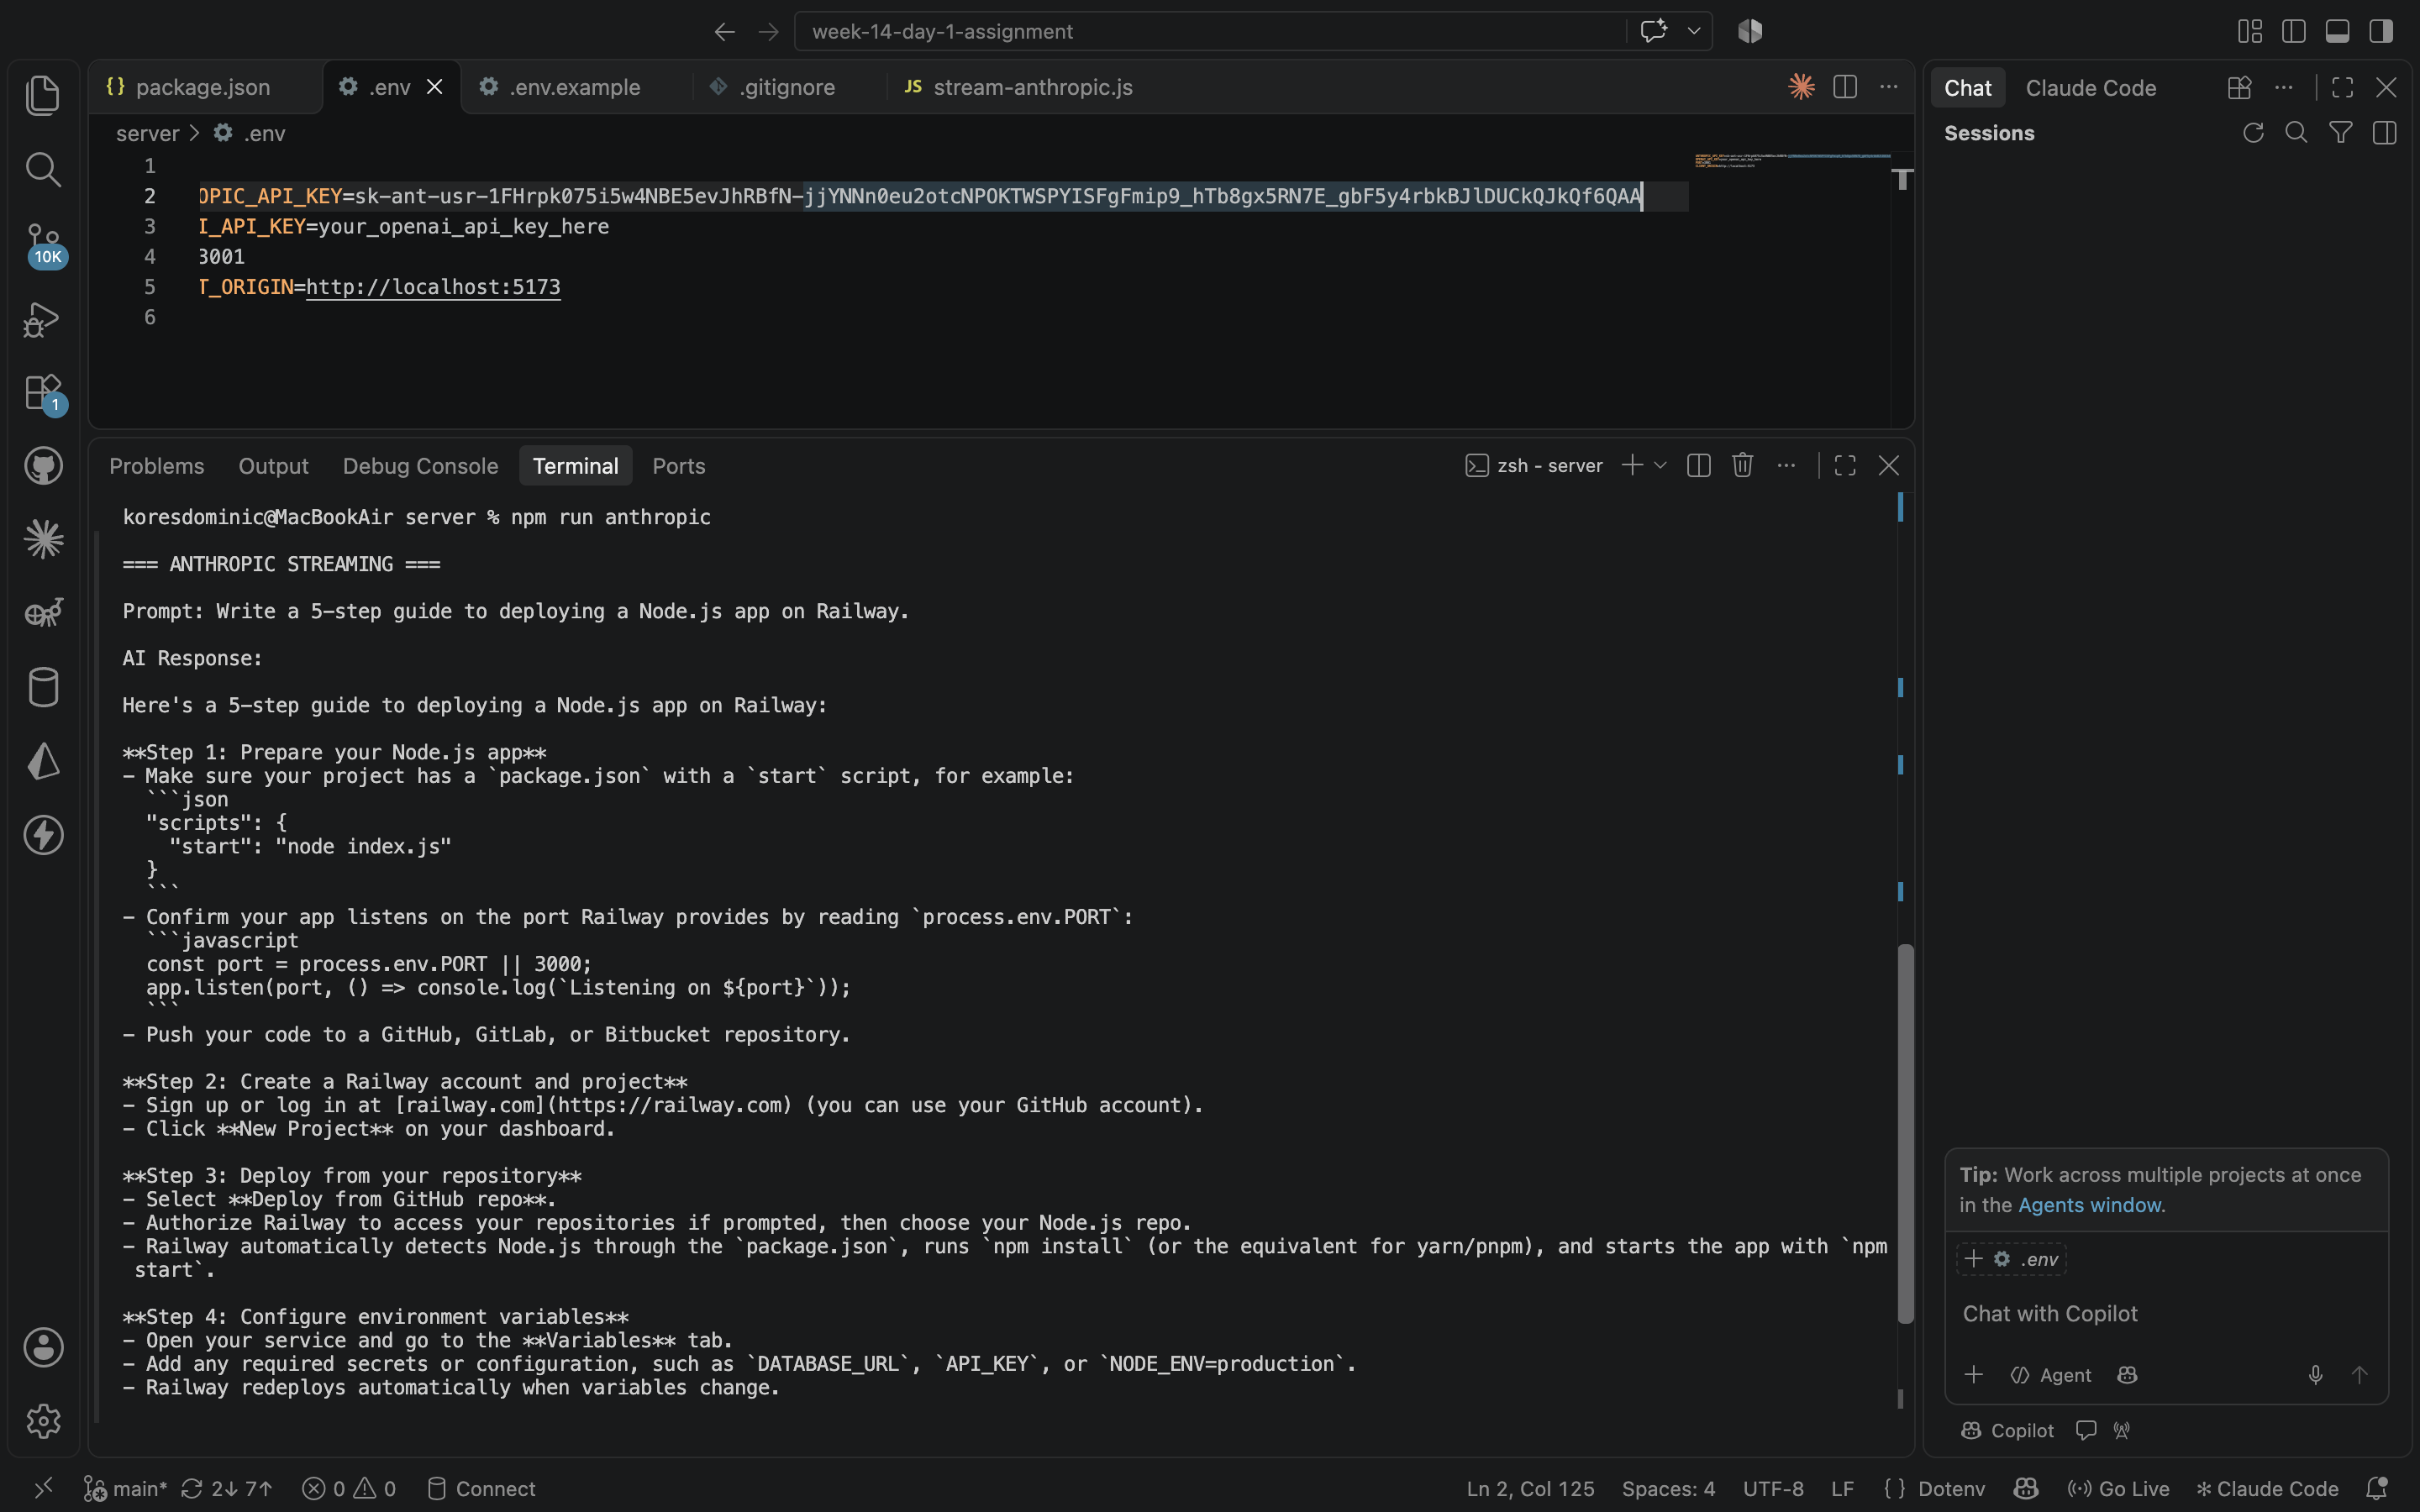 week-14-day-1-assignment
package.json
.env
.env.example
.gitignore
JS stream-anthropic.js
server > .env
1
2 OPIC_API_KEY=[API key redacted]
3 I_API_KEY=your_openai_api_key_here
4 3001
5 T_ORIGIN=http://localhost:5173
6
10K
1
Problems Output Debug Console Terminal Ports
zsh - server
koresdominic@MacBookAir server % npm run anthropic
=== ANTHROPIC STREAMING ===
Prompt: Write a 5-step guide to deploying a Node.js app on Railway.
AI Response:
Here's a 5-step guide to deploying a Node.js app on Railway:
**Step 1: Prepare your Node.js app**
- Make sure your project has a `package.json` with a `start` script, for example:
```json
"scripts": {
"start": "node index.js"
}
```
- Confirm your app listens on the port Railway provides by reading `process.env.PORT`:
```javascript
const port = process.env.PORT || 3000;
app.listen(port, () => console.log(`Listening on ${port}`));
```
- Push your code to a GitHub, GitLab, or Bitbucket repository.
**Step 2: Create a Railway account and project**
- Sign up or log in at [railway.com](https://railway.com) (you can use your GitHub account).
- Click **New Project** on your dashboard.
**Step 3: Deploy from your repository**
- Select **Deploy from GitHub repo**.
- Authorize Railway to access your repositories if prompted, then choose your Node.js repo.
- Railway automatically detects Node.js through the `package.json`, runs `npm install` (or the equivalent for yarn/pnpm), and starts the app with `npm
start`.
**Step 4: Configure environment variables**
- Open your service and go to the **Variables** tab.
- Add any required secrets or configuration, such as `DATABASE_URL`, `API_KEY`, or `NODE_ENV=production`.
- Railway redeploys automatically when variables change.
Chat Claude Code
Sessions
Tip: Work across multiple projects at once
in the Agents window.
.env
Chat with Copilot
Agent
Copilot
main* 2↓ 7↑ 0 0 Connect
Ln 2, Col 125 Spaces: 4 UTF-8 LF { } Dotenv Go Live Claude Code